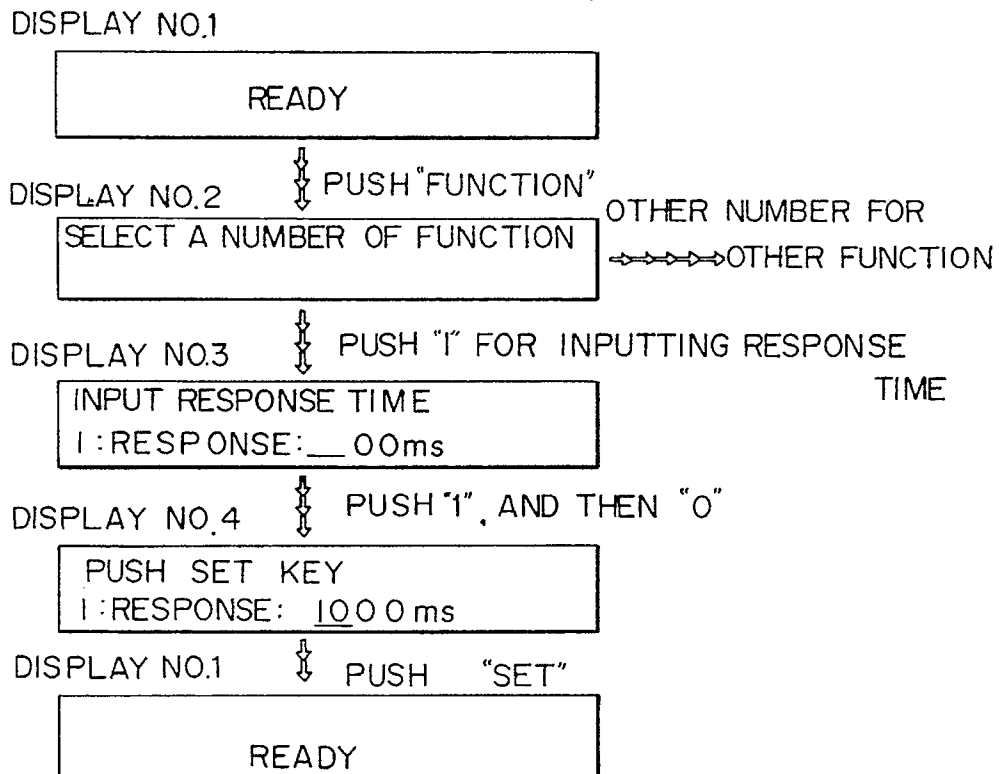 DISPLAY NO.1
READY
PUSH "FUNCTION"
DISPLAY NO.2
SELECT A NUMBER OF FUNCTION
OTHER NUMBER FOR
OTHER FUNCTION
PUSH "1" FOR INPUTTING RESPONSE
TIME
DISPLAY NO.3
INPUT RESPONSE TIME
1:RESPONSE:__00ms
PUSH "1", AND THEN "0"
DISPLAY NO.4
PUSH SET KEY
1:RESPONSE: 1000ms
PUSH "SET"
DISPLAY NO.1
READY